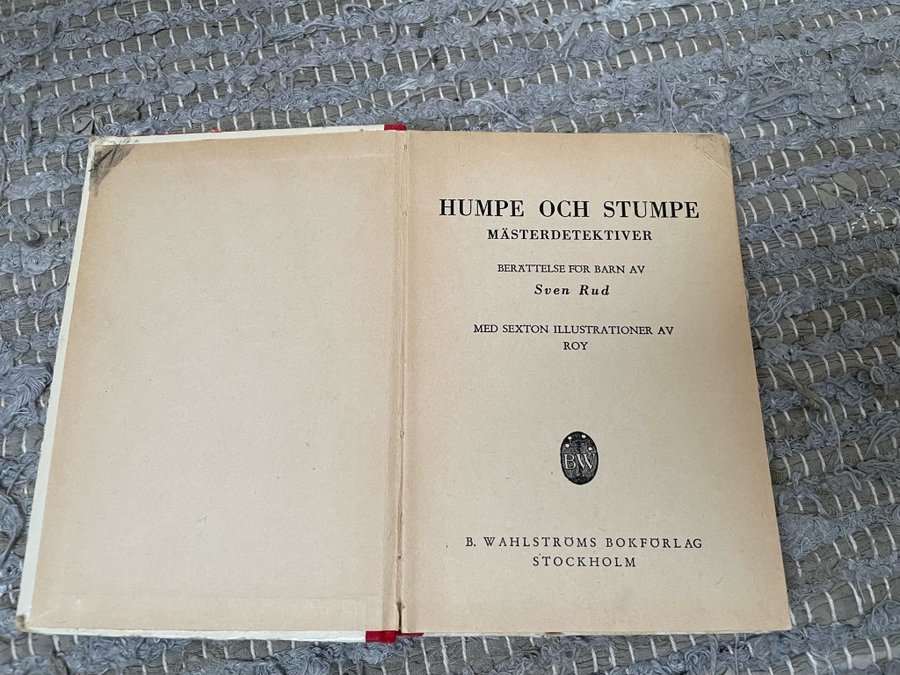 HUMPE OCH STUMPE
MÄSTERDETEKTIVER
BERÄTTELSE FÖR BARN AV
Sven Rud
MED SEXTON ILLUSTRATIONER AV
ROY
BW
B. WAHLSTRÖMS BOKFÖRLAG
STOCKHOLM